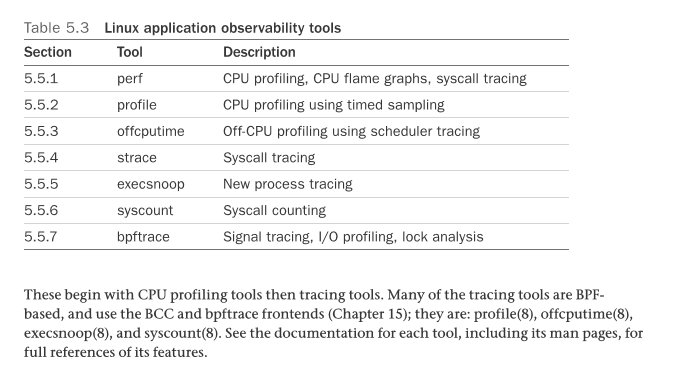 Table 5.3 Linux application observability tools
Section Tool Description
5.5.1 perf CPU profiling, CPU flame graphs, syscall tracing
5.5.2 profile CPU profiling using timed sampling
5.5.3 offcputime Off-CPU profiling using scheduler tracing
5.5.4 strace Syscall tracing
5.5.5 execsnoop New process tracing
5.5.6 syscount Syscall counting
5.5.7 bpftrace Signal tracing, I/O profiling, lock analysis
These begin with CPU profiling tools then tracing tools. Many of the tracing tools are BPF-
based, and use the BCC and bpftrace frontends (Chapter 15); they are: profile(8), offcputime(8),
execsnoop(8), and syscount(8). See the documentation for each tool, including its man pages, for
full references of its features.